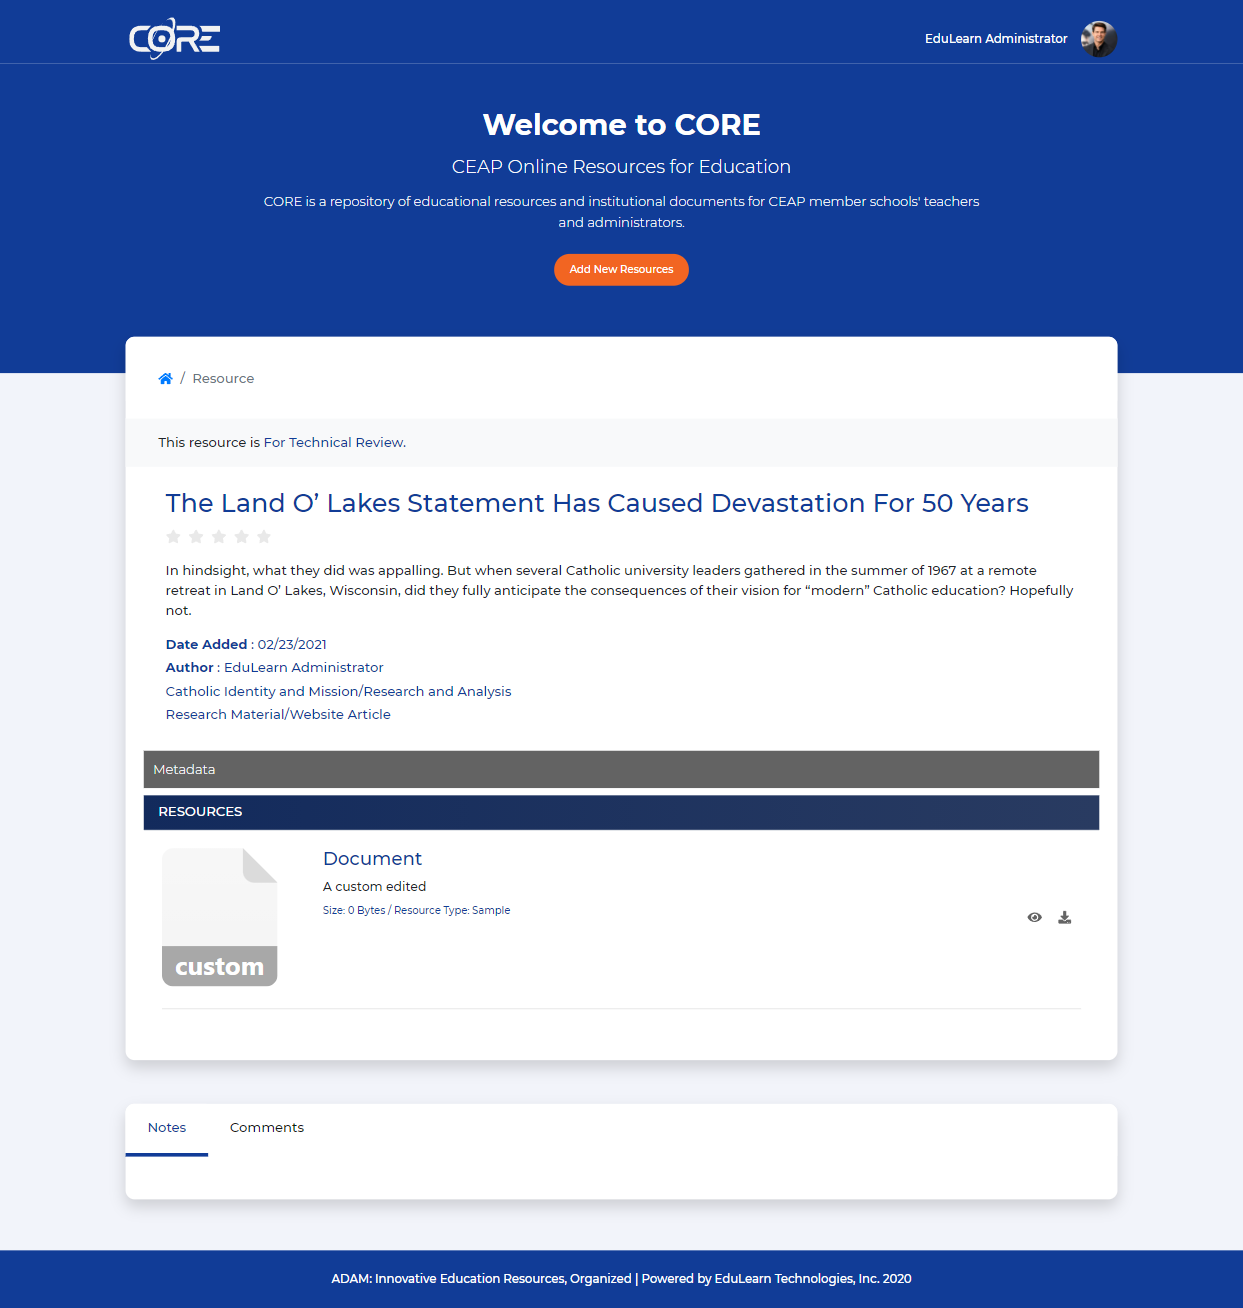 CORE
EduLearn Administrator
Welcome to CORE
CEAP Online Resources for Education
CORE is a repository of educational resources and institutional documents for CEAP member schools' teachers
and administrators.
Add New Resources
/ Resource
This resource is For Technical Review.
The Land O’ Lakes Statement Has Caused Devastation For 50 Years
In hindsight, what they did was appalling. But when several Catholic university leaders gathered in the summer of 1967 at a remote
retreat in Land O’ Lakes, Wisconsin, did they fully anticipate the consequences of their vision for “modern” Catholic education? Hopefully
not.
Date Added : 02/23/2021
Author : EduLearn Administrator
Catholic Identity and Mission/Research and Analysis
Research Material/Website Article
Metadata
RESOURCES
Document
A custom edited
Size: 0 Bytes / Resource Type: Sample
custom
Notes Comments
ADAM: Innovative Education Resources, Organized | Powered by EduLearn Technologies, Inc. 2020